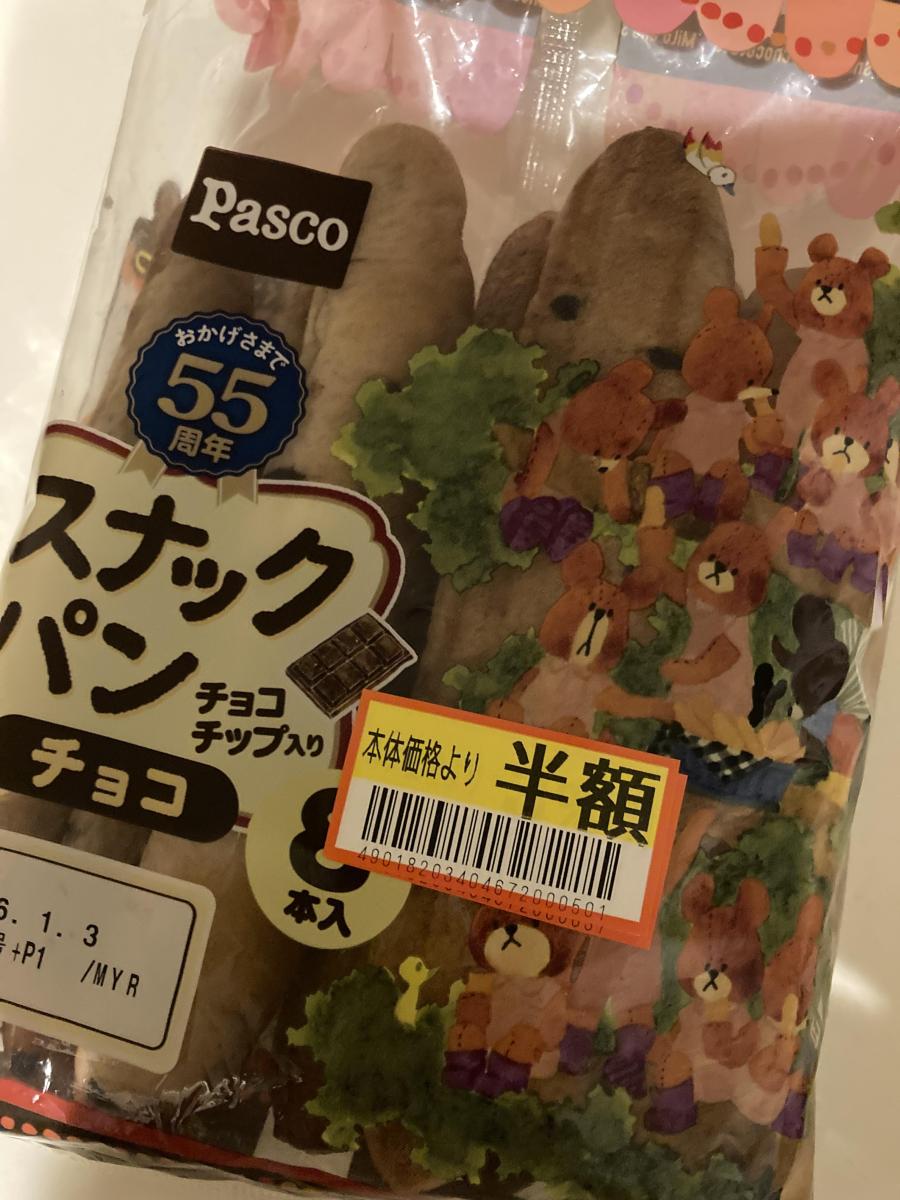 Pasco
おかげさまで
55
周年
スナック
パン
チョコ
チップ入り
チョコ
8
本入
本体価格より 半額
49018203404672000501
6. 1. 3
+P1 /MYR